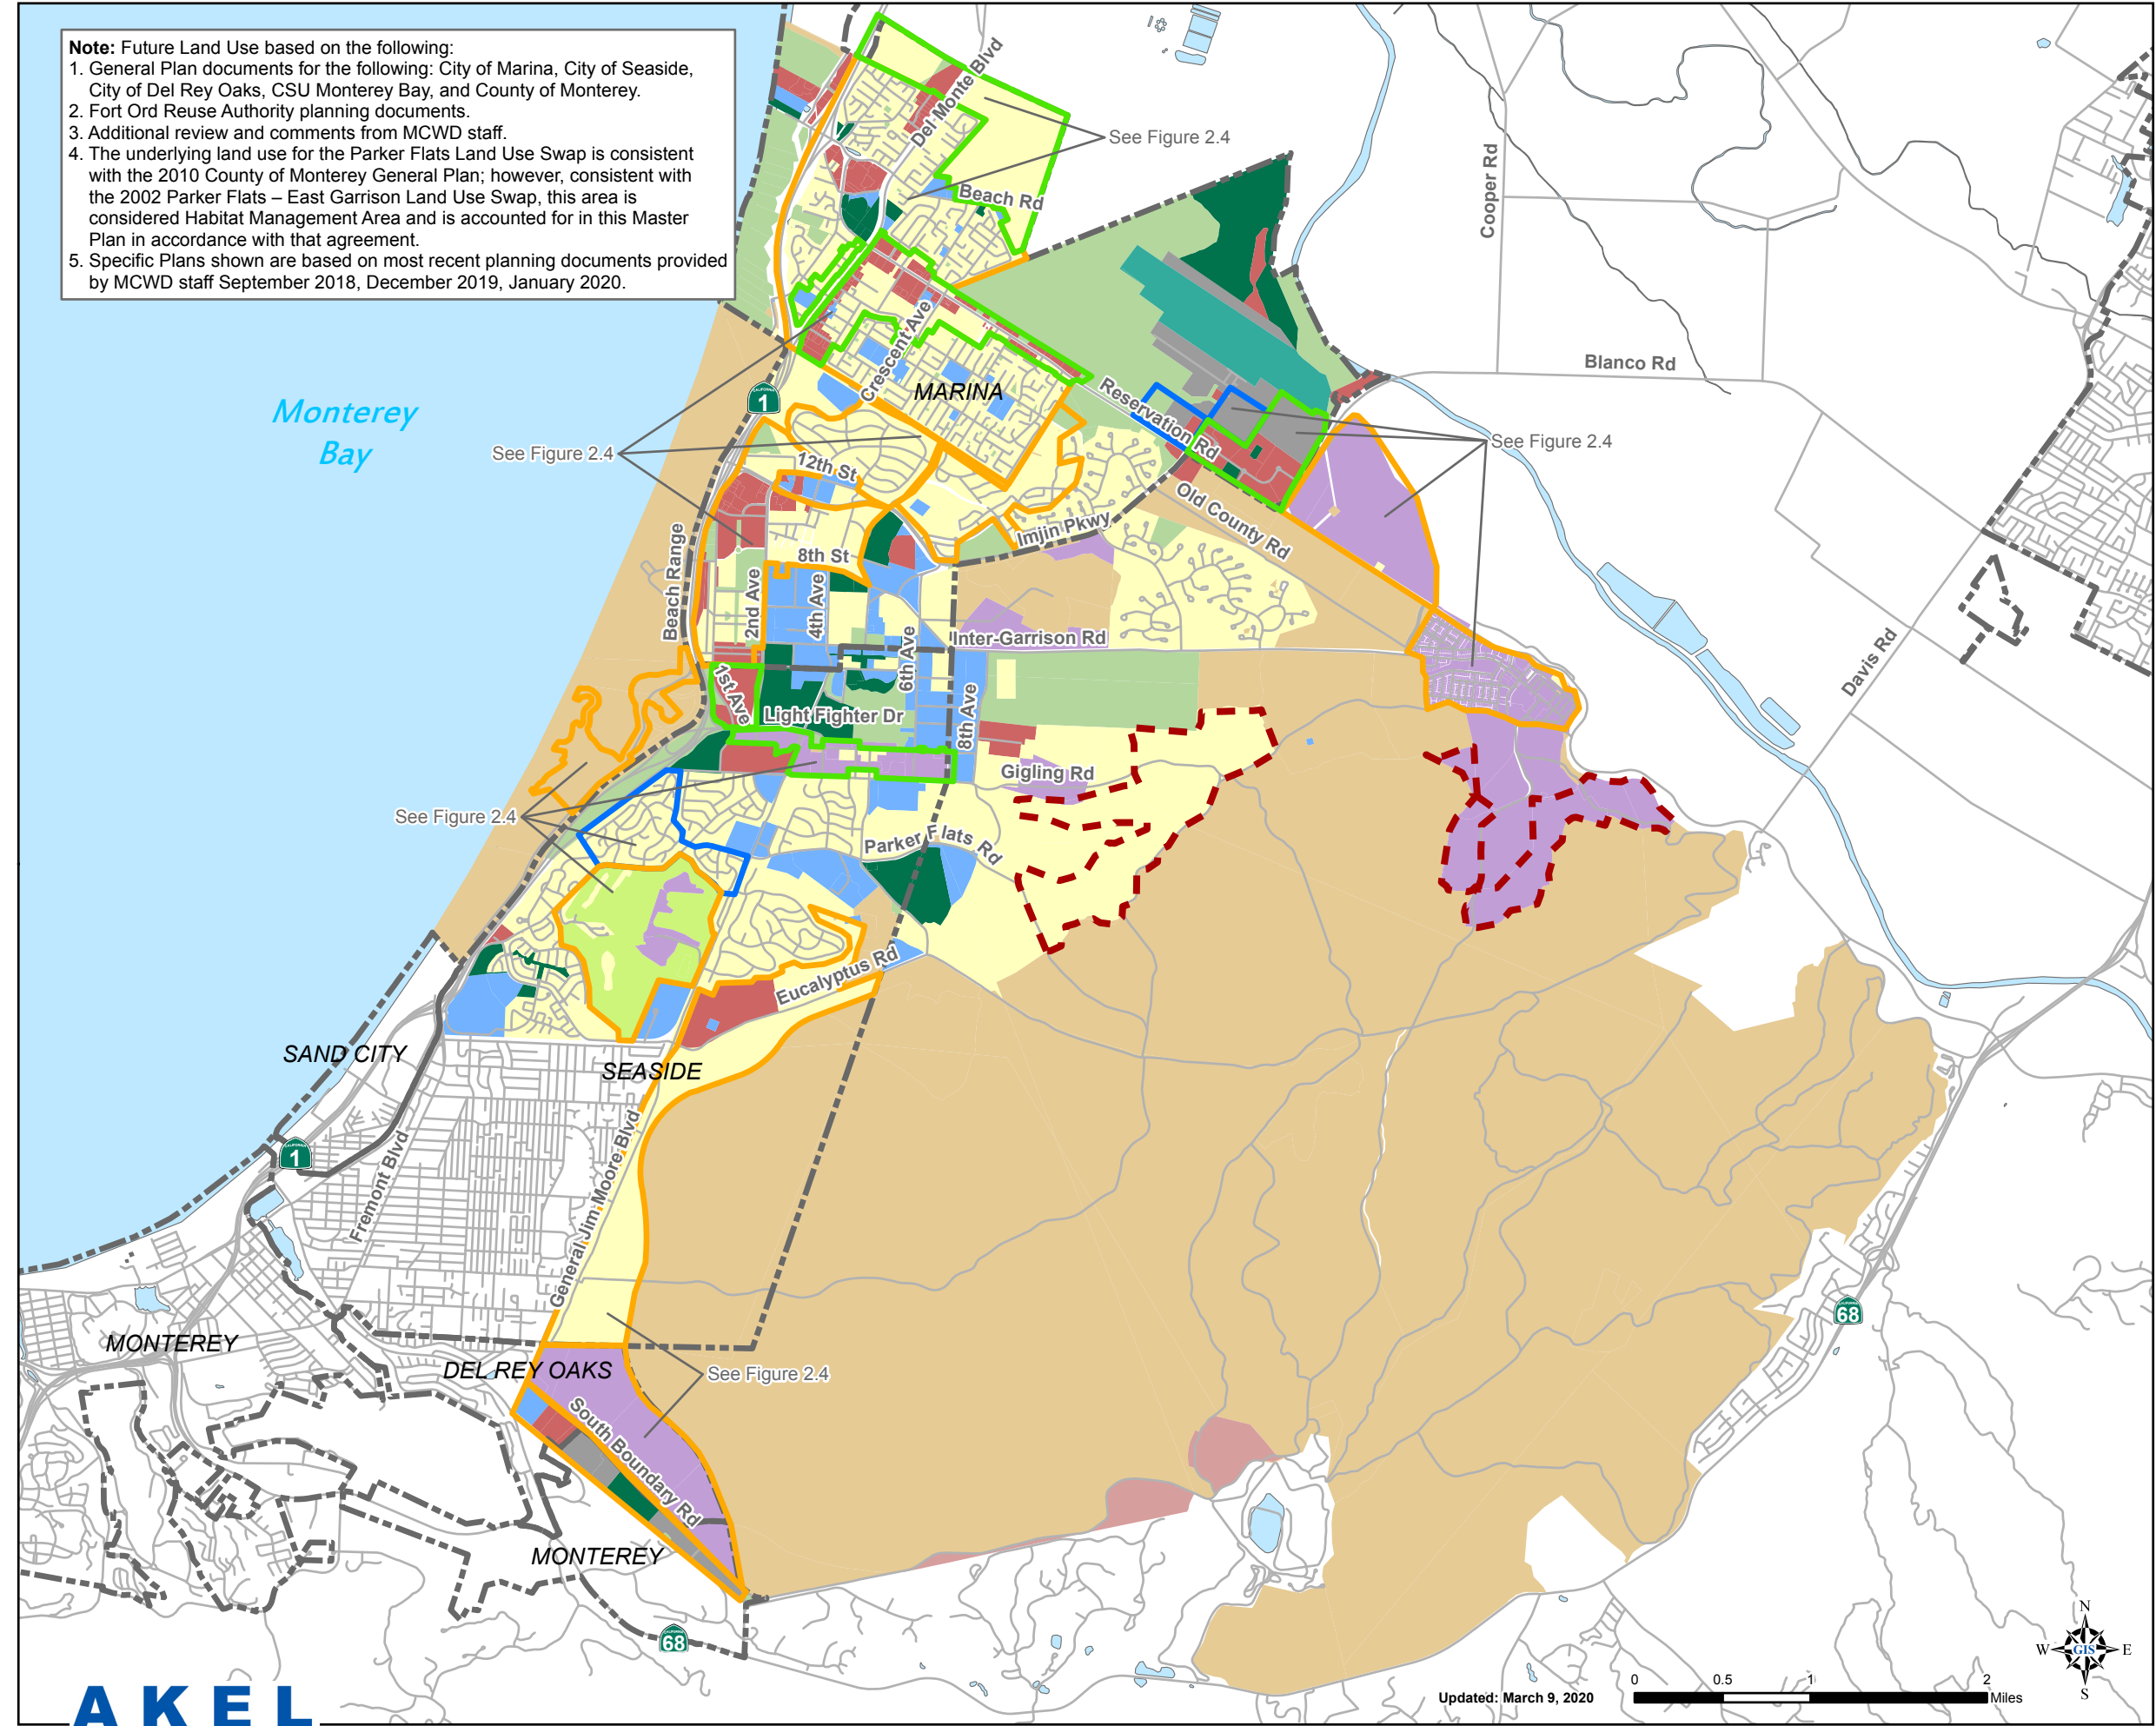 Note: Future Land Use based on the following:
1. General Plan documents for the following: City of Marina, City of Seaside,
City of Del Rey Oaks, CSU Monterey Bay, and County of Monterey.
2. Fort Ord Reuse Authority planning documents.
3. Additional review and comments from MCWD staff.
4. The underlying land use for the Parker Flats Land Use Swap is consistent
with the 2010 County of Monterey General Plan; however, consistent with
the 2002 Parker Flats – East Garrison Land Use Swap, this area is
considered Habitat Management Area and is accounted for in this Master
Plan in accordance with that agreement.
5. Specific Plans shown are based on most recent planning documents provided
by MCWD staff September 2018, December 2019, January 2020.
Del Monte Blvd
See Figure 2.4
Beach Rd
Cooper Rd
Blanco Rd
Crescent Ave
MARINA
Reservation Rd
Monterey
Bay
CALIFORNIA
1
See Figure 2.4
See Figure 2.4
12th St
Old County Rd
Imjin Pkwy
Beach Range
8th St
2nd Ave
4th Ave
6th Ave
Inter-Garrison Rd
Davis Rd
1st Ave
Light Fighter Dr
8th Ave
Gigling Rd
See Figure 2.4
Parker Flats Rd
Eucalyptus Rd
SAND CITY
SEASIDE
CALIFORNIA
1
Fremont Blvd
General Jim Moore Blvd
CALIFORNIA
68
MONTEREY
DEL REY OAKS
See Figure 2.4
South Boundary Rd
MONTEREY
CALIFORNIA
68
N
W GIS E
S
0 0.5 1 2
Miles
Updated: March 9, 2020
AKEL